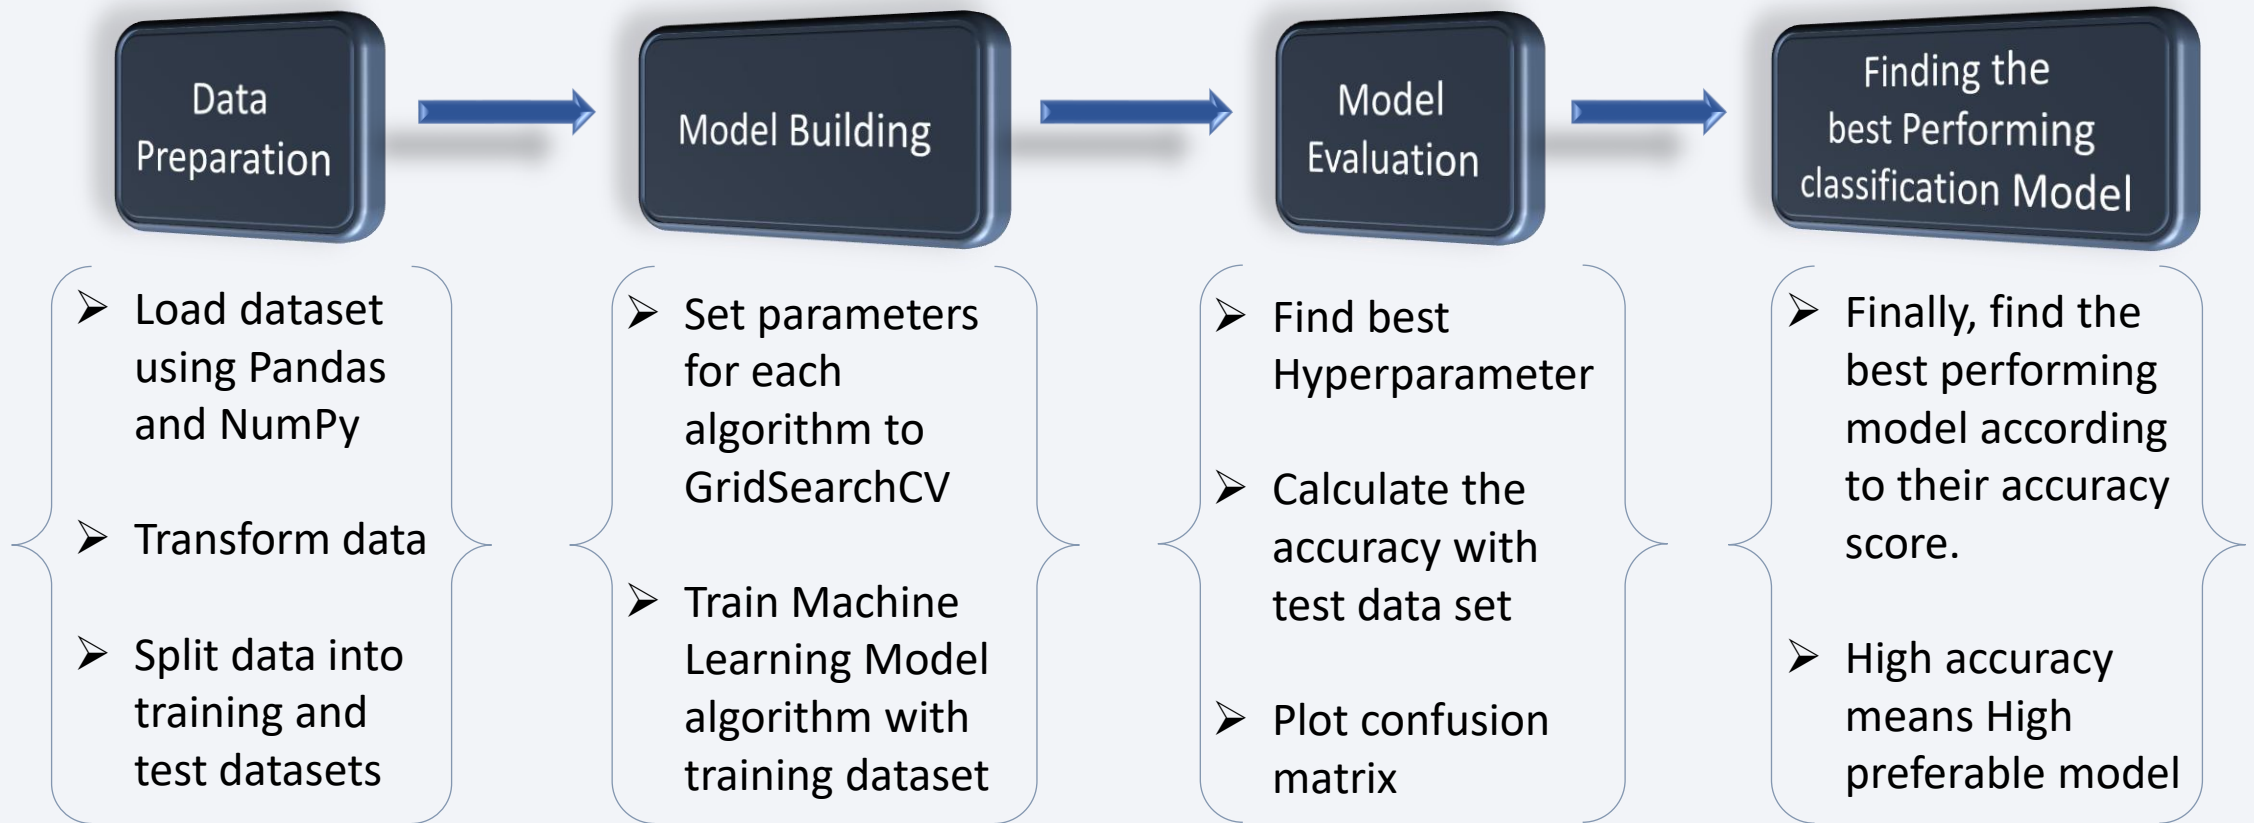 Data
Preparation
Model Building
Model
Evaluation
Finding the
best Performing
classification Model
➢ Load dataset
using Pandas
and NumPy
➢ Transform data
➢ Split data into
training and
test datasets
➢ Set parameters
for each
algorithm to
GridSearchCV
➢ Train Machine
Learning Model
algorithm with
training dataset
➢ Find best
Hyperparameter
➢ Calculate the
accuracy with
test data set
➢ Plot confusion
matrix
➢ Finally, find the
best performing
model according
to their accuracy
score.
➢ High accuracy
means High
preferable model